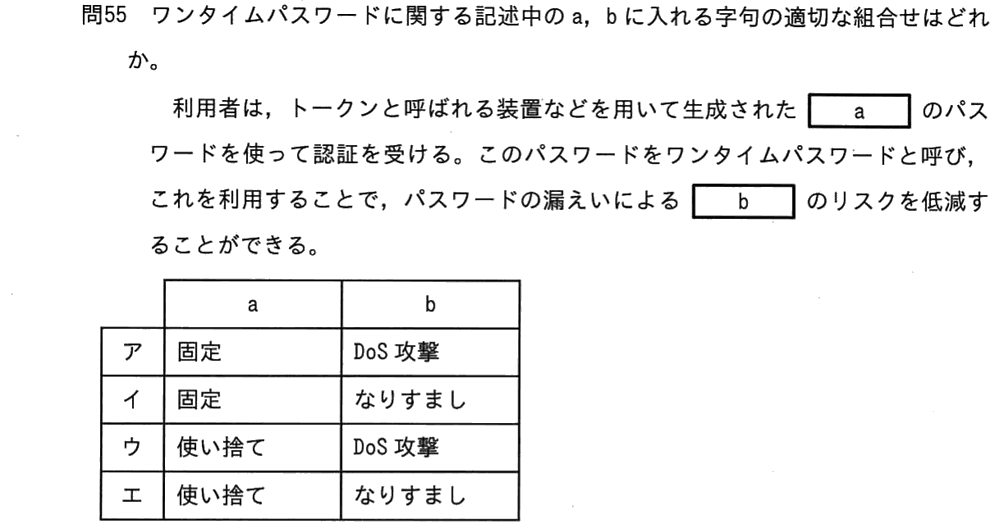 問55 ワンタイムパスワードに関する記述中の a，b に入れる字句の適切な組合せはどれ
か。
利用者は，トークンと呼ばれる装置などを用いて生成された a のパス
ワードを使って認証を受ける。このパスワードをワンタイムパスワードと呼び，
これを利用することで，パスワードの漏えいによる b のリスクを低減す
ることができる。
a b
ア 固定 DoS 攻撃
イ 固定 なりすまし
ウ 使い捨て DoS 攻撃
エ 使い捨て なりすまし